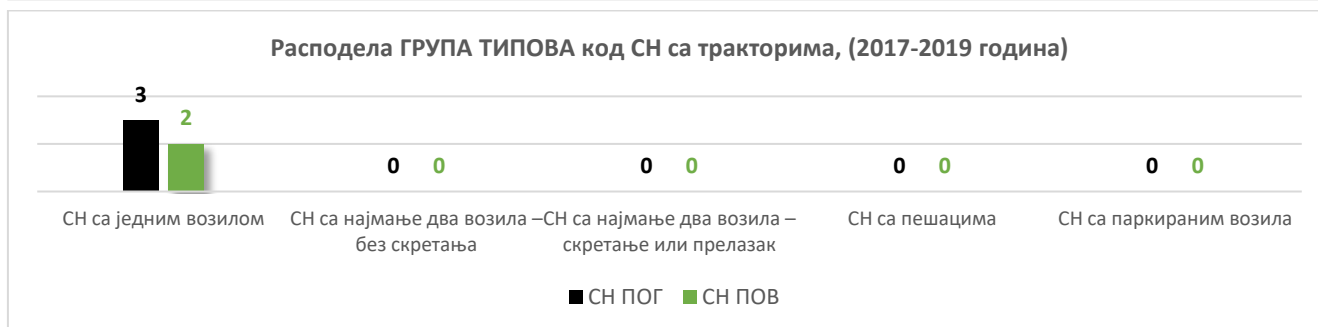 Расподела ГРУПА ТИПОВА код СН са тракторима, (2017-2019 година)
3
2
0 0 0 0 0 0 0 0
СН са једним возилом
СН са најмање два возила –
без скретања
СН са најмање два возила –
скретање или прелазак
СН са пешацима
СН са паркираним возила
СН ПОГ СН ПОВ